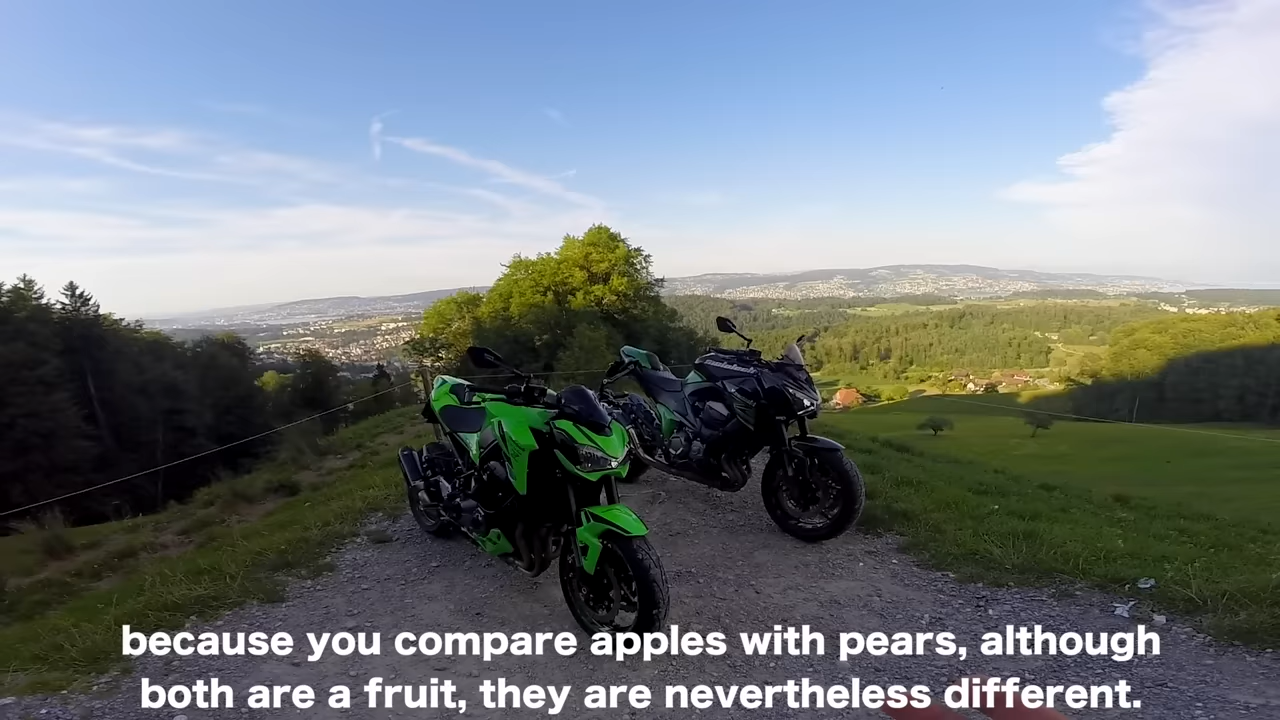 because you compare apples with pears, although
both are a fruit, they are nevertheless different.